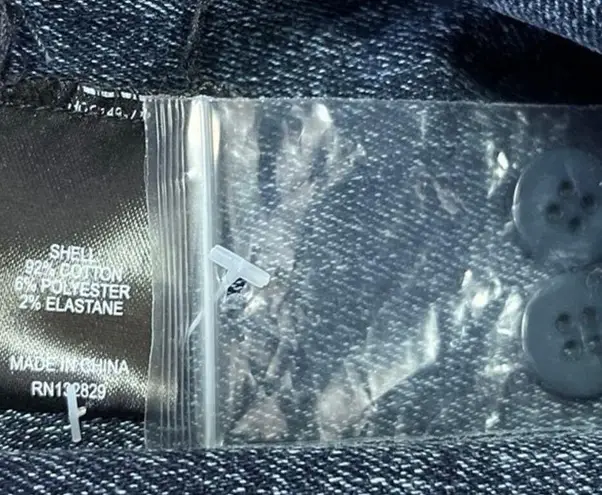 SHELL
92% COTTON
6% POLYESTER
2% ELASTANE
MADE IN CHINA
RN132829